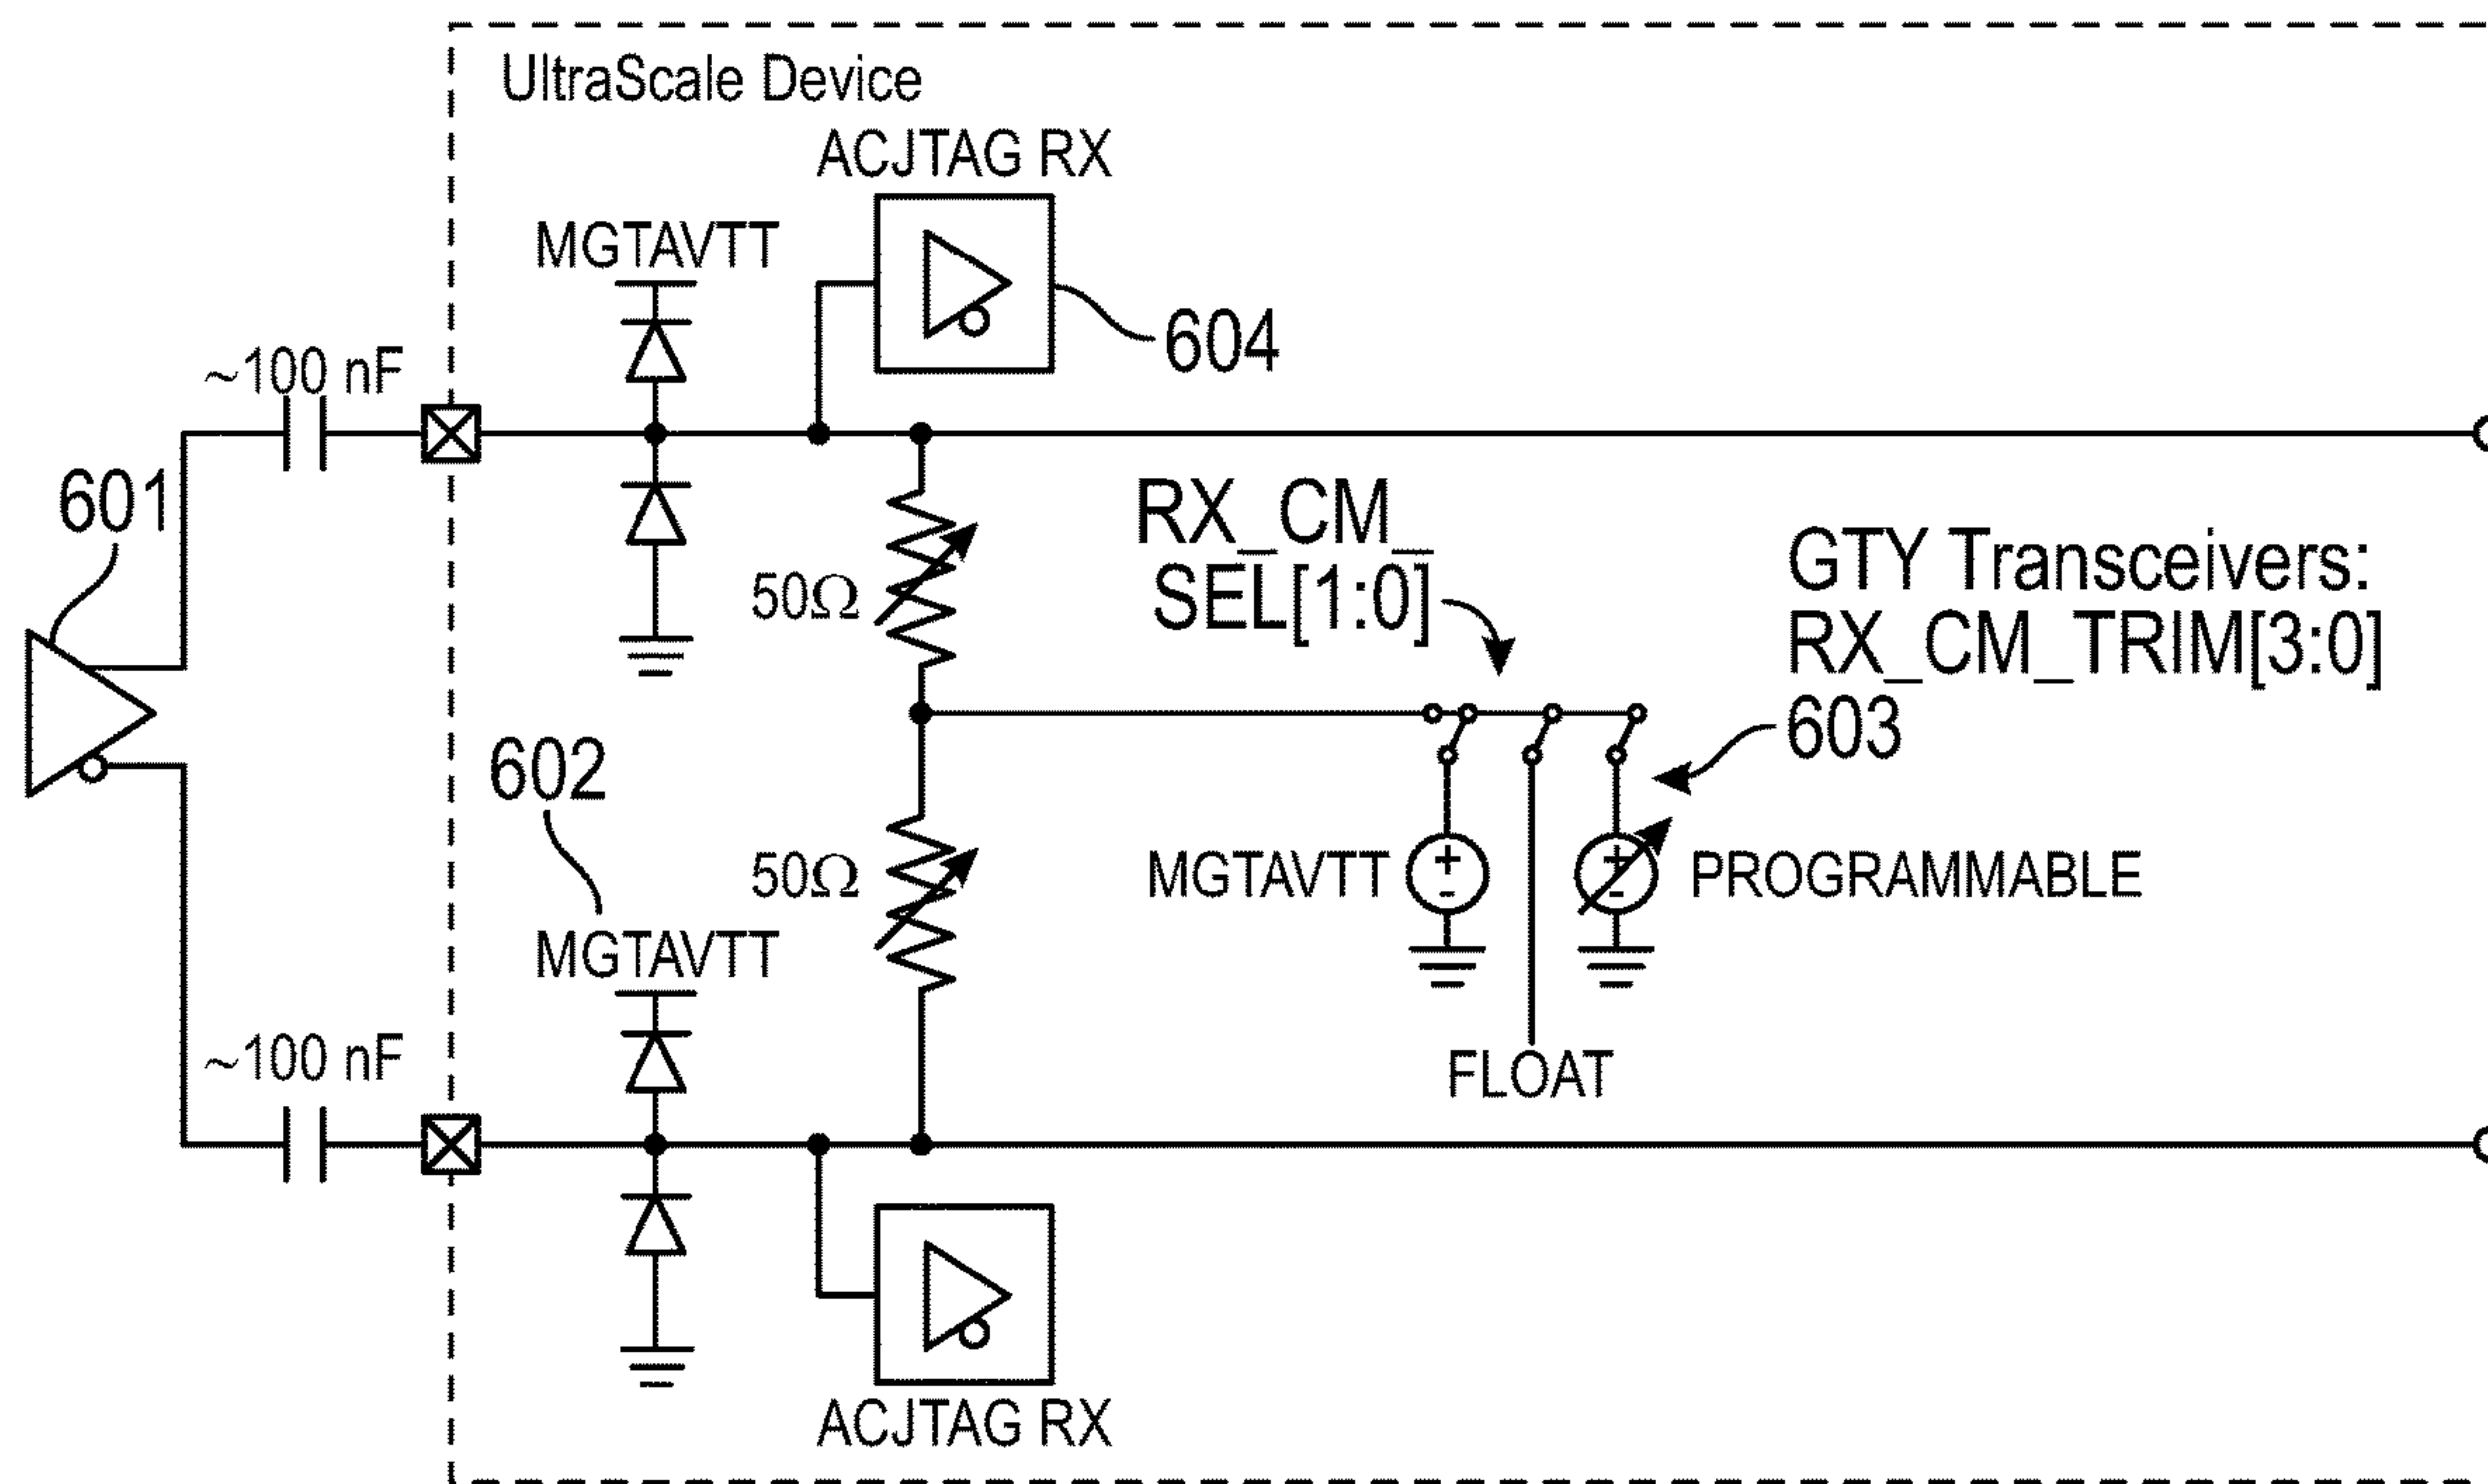 UltraScale Device
ACJTAG RX
MGTAVTT
604
~100 nF
601
RX_CM_
SEL[1:0]
GTY Transceivers:
RX_CM_TRIM[3:0]
603
50Ω
602
50Ω
MGTAVTT
+
-
+
-
PROGRAMMABLE
MGTAVTT
~100 nF
FLOAT
ACJTAG RX